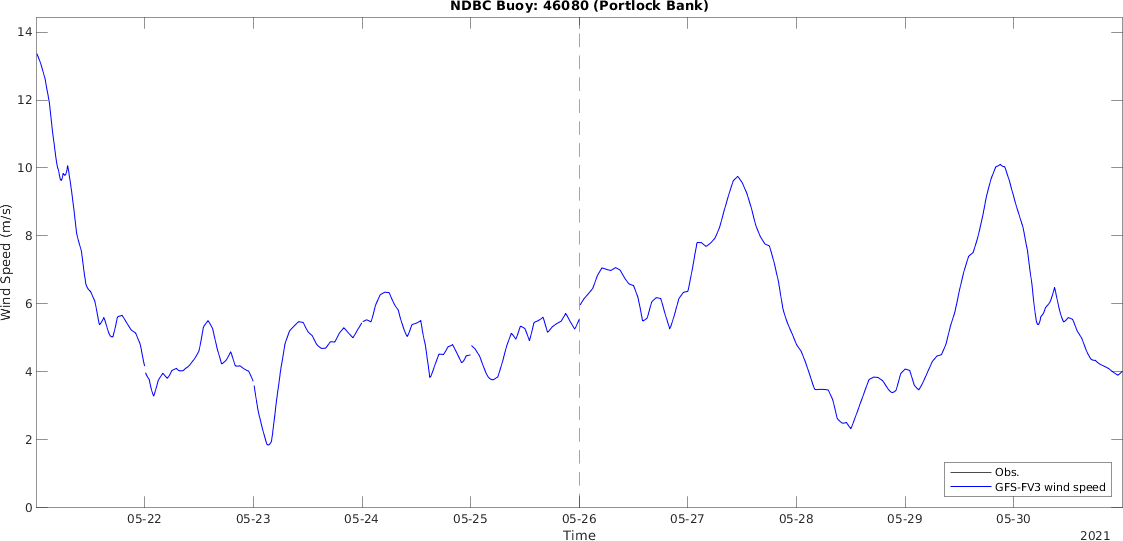 NDBC Buoy: 46080 (Portlock Bank)
14
12
10
8
6
4
2
0
Wind Speed (m/s)
05-22 05-23 05-24 05-25 05-26 05-27 05-28 05-29 05-30
Time
2021
Obs.
GFS-FV3 wind speed